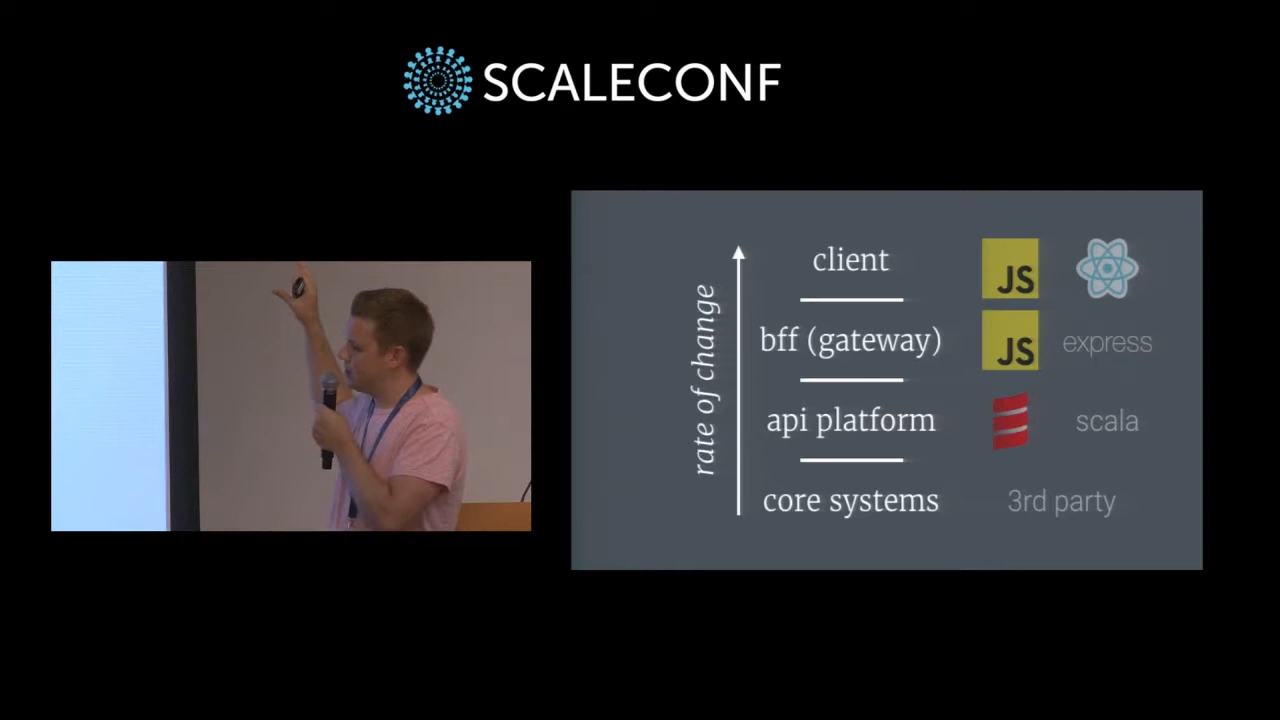 SCALECONF
rate of change
client
JS
bff (gateway)
JS
express
api platform
scala
core systems
3rd party